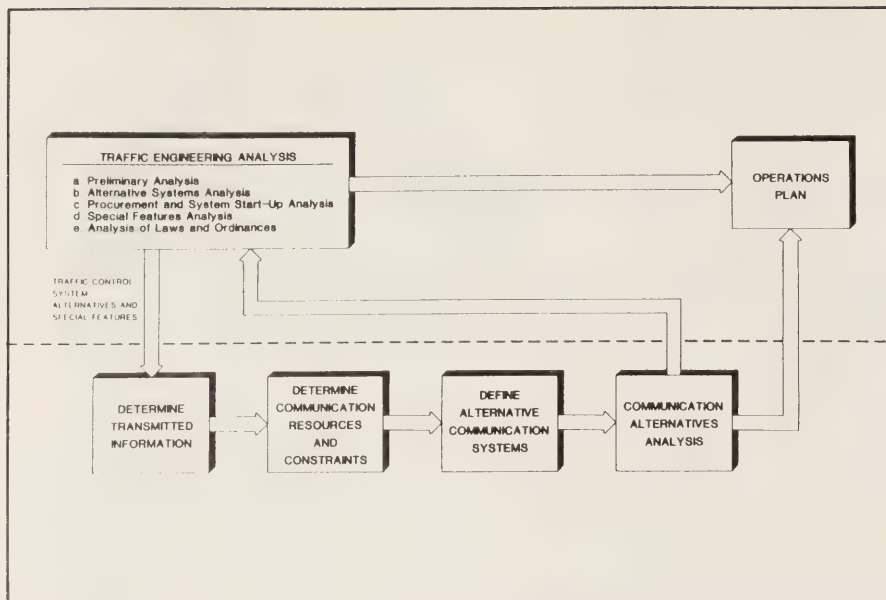 TRAFFIC ENGINEERING ANALYSIS
a Preliminary Analysis
b Alternative Systems Analysis
c Procurement and System Start-Up Analysis
d Special Features Analysis
e. Analysis of Laws and Ordinances
OPERATIONS
PLAN
TRAFFIC CONTROL
SYSTEM
ALTERNATIVES AND
SPECIAL FEATURES
DETERMINE
TRANSMITTED
INFORMATION
DETERMINE
COMMUNICATION
RESOURCES
AND
CONSTRAINTS
DEFINE
ALTERNATIVE
COMMUNICATION
SYSTEMS
COMMUNICATION
ALTERNATIVES
ANALYSIS